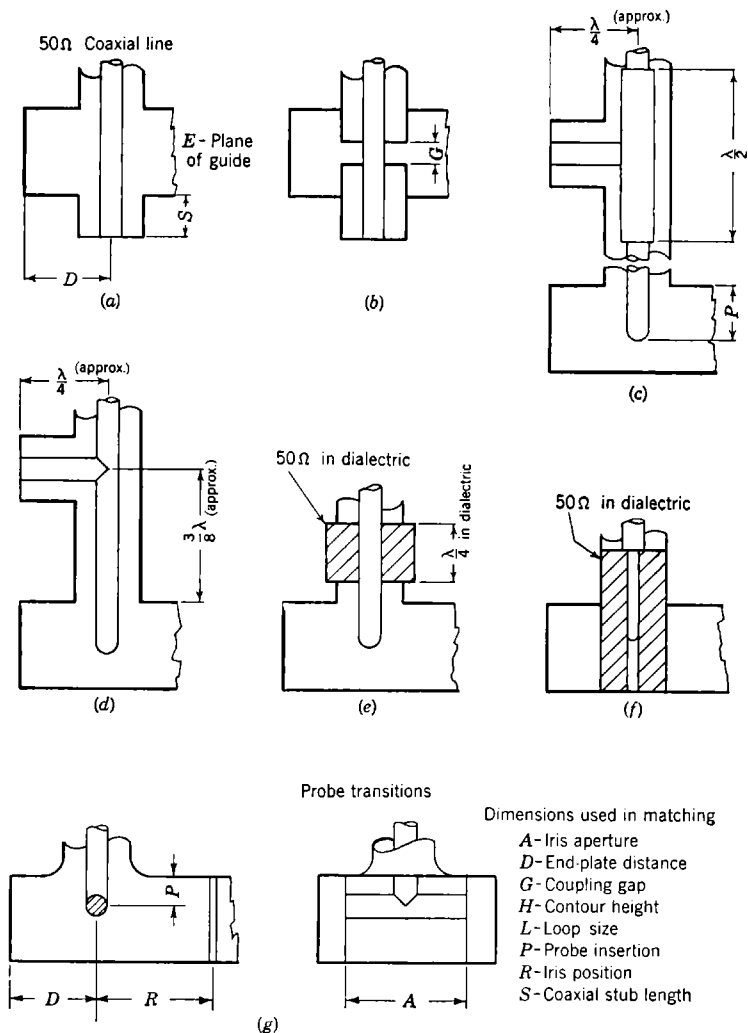 50Ω Coaxial line
E - Plane
of guide
S
D
(a)
G
(b)
λ/4 (approx.)
λ/2
P
(c)
λ/4 (approx.)
3/8 λ (approx.)
(d)
50Ω in dielectric
λ/4 in dielectric
(e)
50Ω in dielectric
(f)
Probe transitions
P
D
R
A
(g)
Dimensions used in matching
A-Iris aperture
D-End-plate distance
G-Coupling gap
H-Contour height
L-Loop size
P-Probe insertion
R-Iris position
S-Coaxial stub length